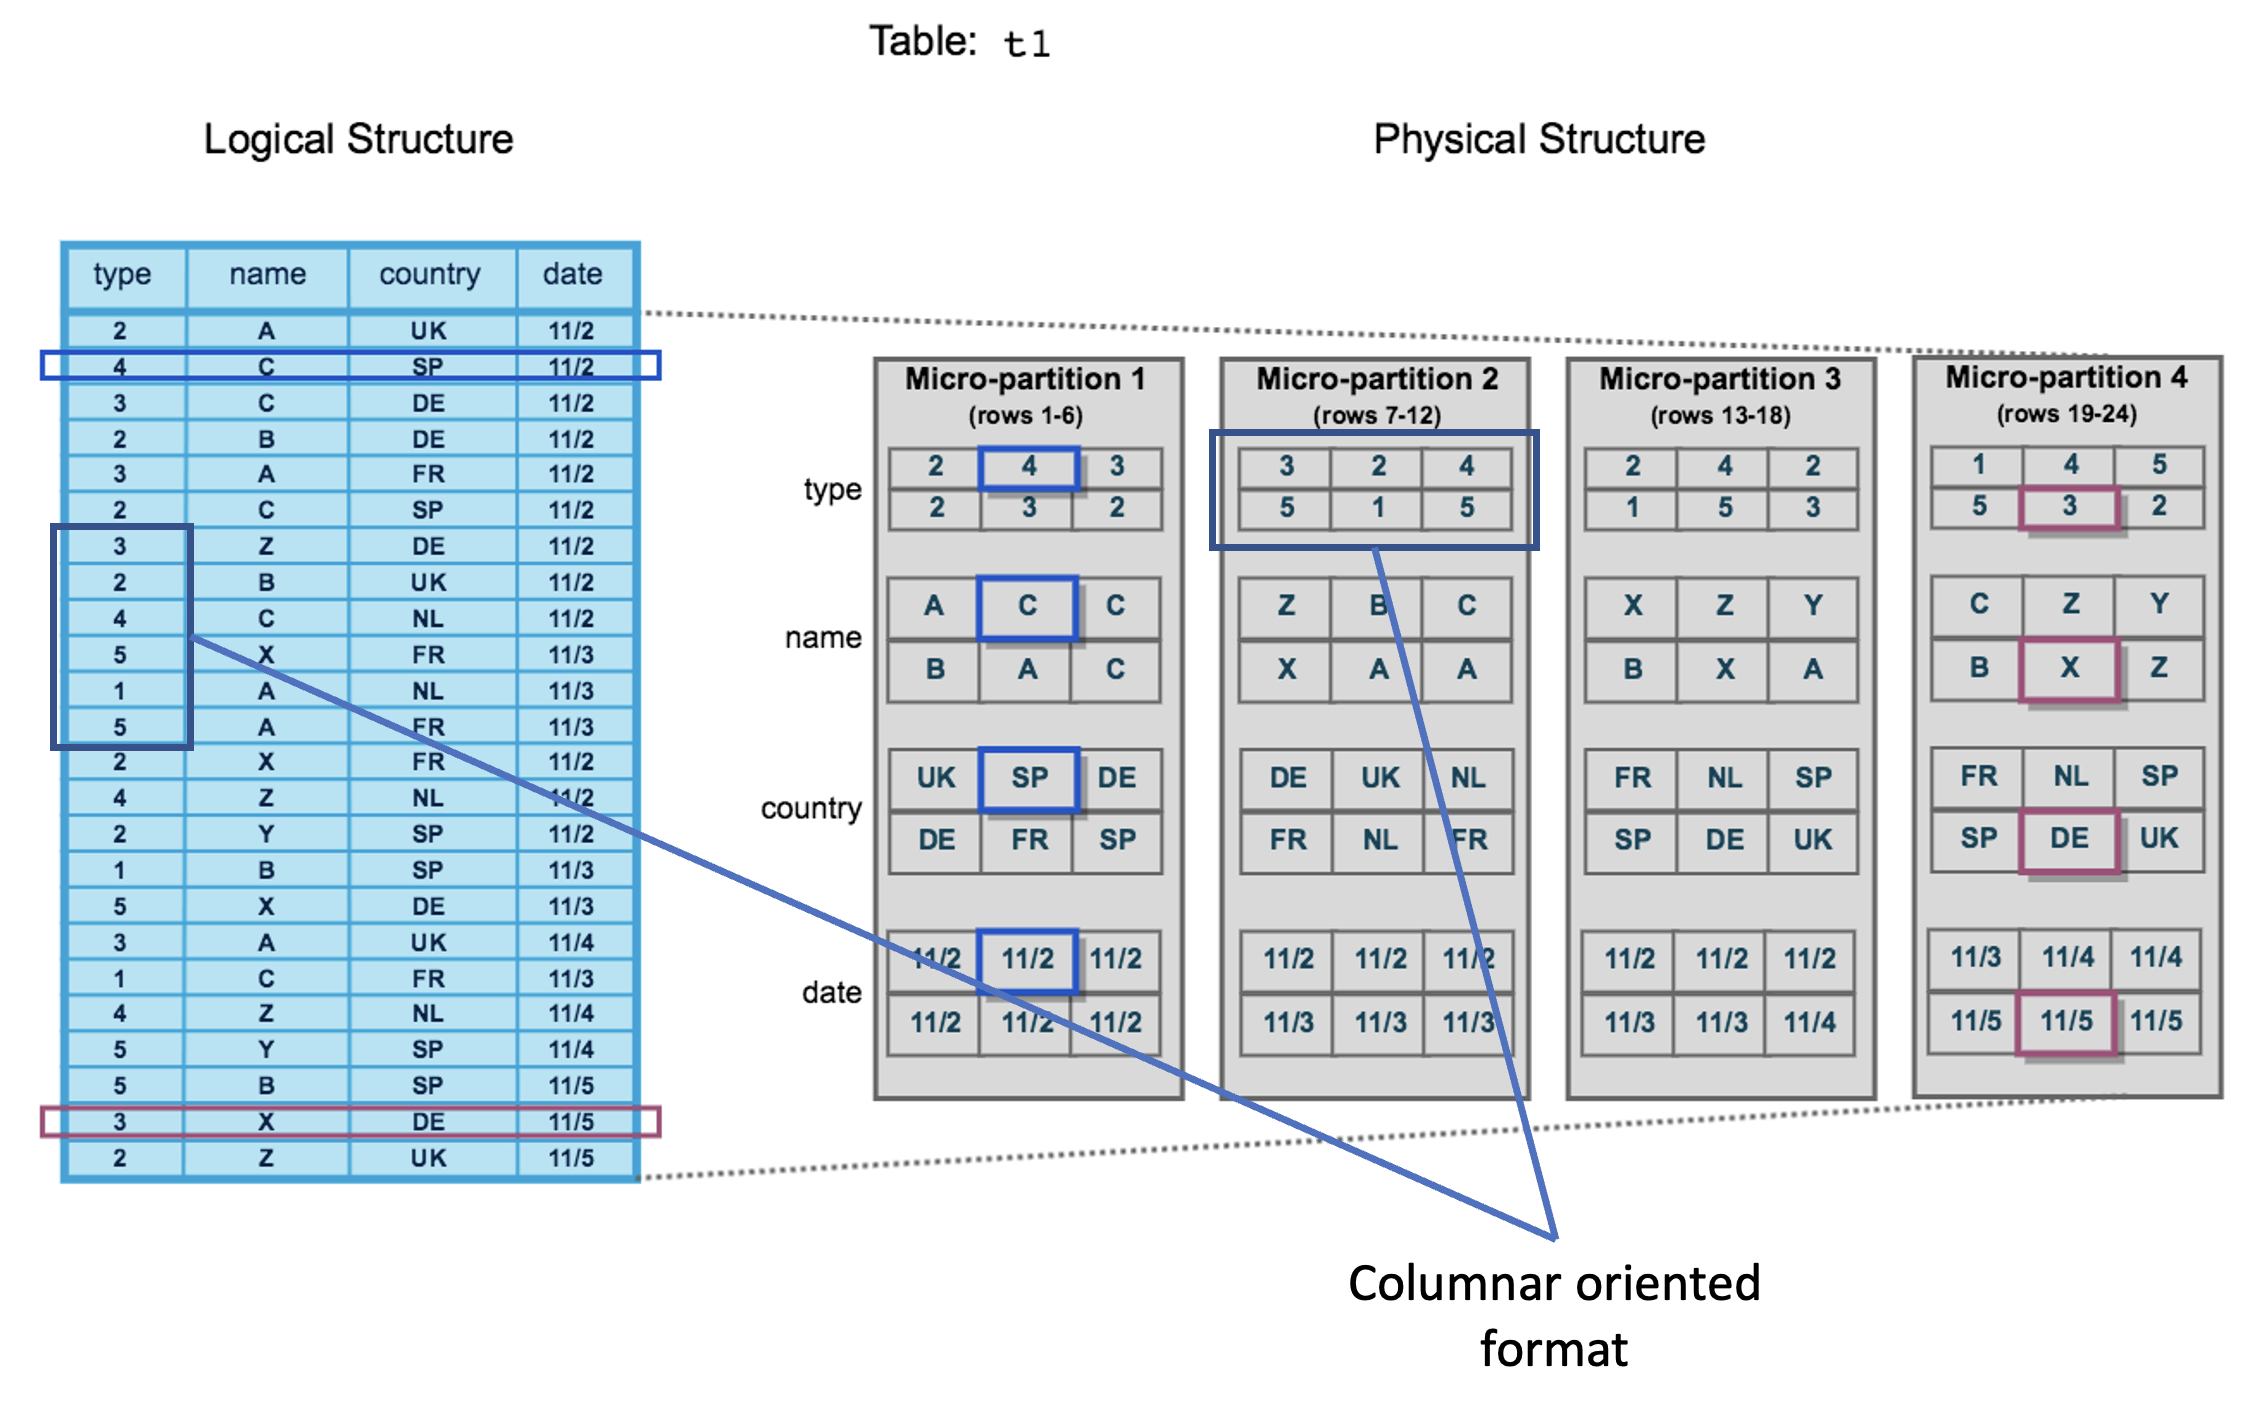 Table: t1
Logical Structure
Physical Structure
type name country date
2 A UK 11/2
4 C SP 11/2
3 C DE 11/2
2 B DE 11/2
3 A FR 11/2
2 C SP 11/2
3 Z DE 11/2
2 B UK 11/2
4 C NL 11/2
5 X FR 11/3
1 A NL 11/3
5 A FR 11/3
2 X FR 11/2
4 Z NL 11/2
2 Y SP 11/2
1 B SP 11/3
5 X DE 11/3
3 A UK 11/4
1 C FR 11/3
4 Z NL 11/4
5 Y SP 11/4
5 B SP 11/5
3 X DE 11/5
2 Z UK 11/5
Micro-partition 1
(rows 1-6)
type
2 4 3
2 3 2
name
A C C
B A C
country
UK SP DE
DE FR SP
date
11/2 11/2 11/2
11/2 11/2 11/2
Micro-partition 2
(rows 7-12)
3 2 4
5 1 5
Z B C
X A A
DE UK NL
FR NL FR
11/2 11/2 11/2
11/3 11/3 11/3
Micro-partition 3
(rows 13-18)
2 4 2
1 5 3
X Z Y
B X A
FR NL SP
SP DE UK
11/2 11/2 11/2
11/3 11/3 11/4
Micro-partition 4
(rows 19-24)
1 4 5
5 3 2
C Z Y
B X Z
FR NL SP
SP DE UK
11/3 11/4 11/4
11/5 11/5 11/5
Columnar oriented
format